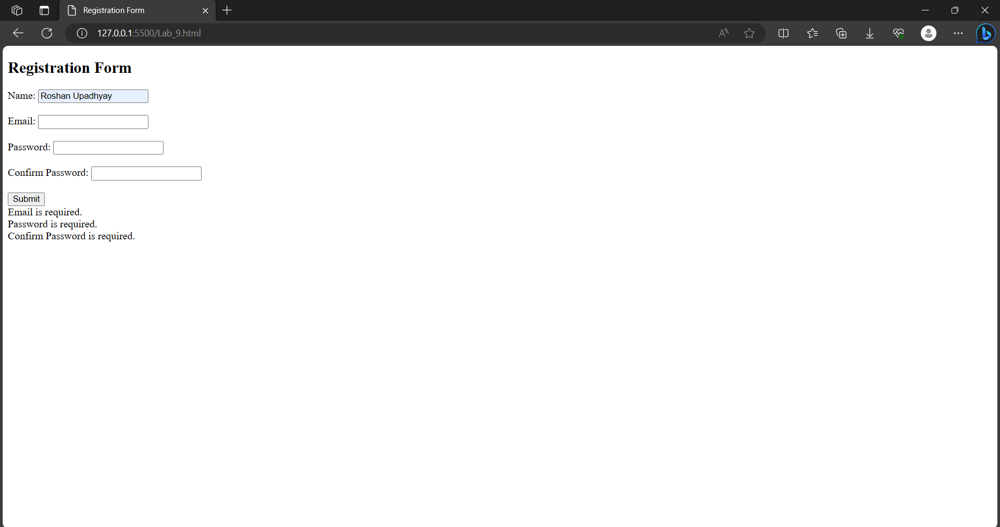 Registration Form
127.0.0.1:5500/Lab_9.html
Registration Form
Name: Roshan Upadhyay
Email:
Password:
Confirm Password:
Submit
Email is required.
Password is required.
Confirm Password is required.